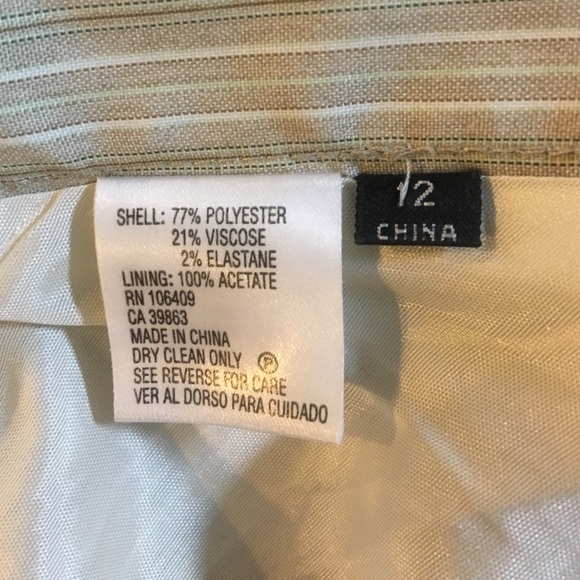 SHELL: 77% POLYESTER
21% VISCOSE
2% ELASTANE
LINING: 100% ACETATE
RN 106409
CA 39863
MADE IN CHINA
DRY CLEAN ONLY Ⓟ
SEE REVERSE FOR CARE
VER AL DORSO PARA CUIDADO
12
CHINA